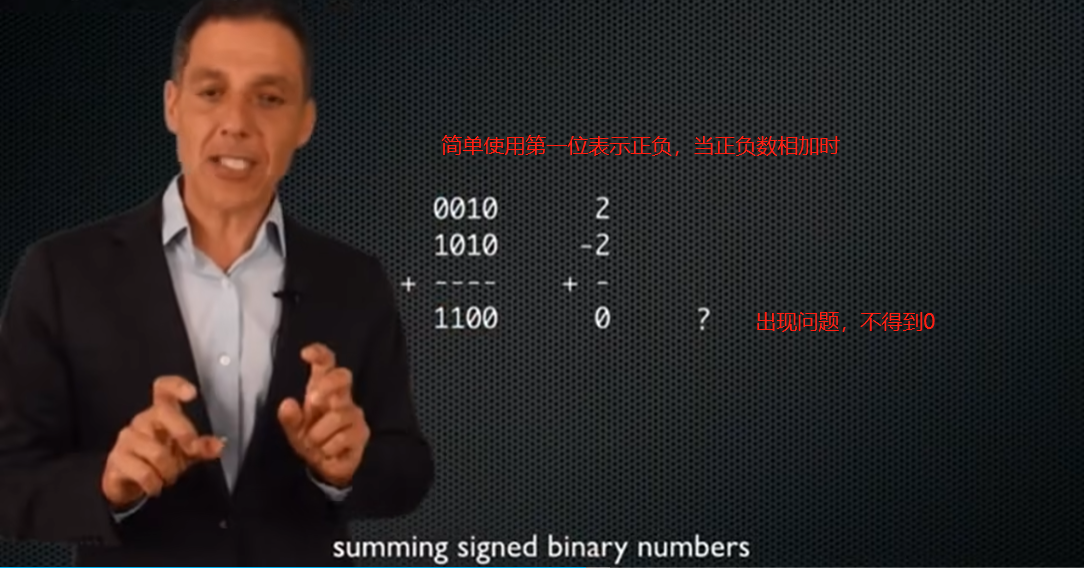 简单使用第一位表示正负，当正负数相加时
0010 2
1010 -2
+ ---- + -
1100 0 ? 出现问题，不得到0
summing signed binary numbers